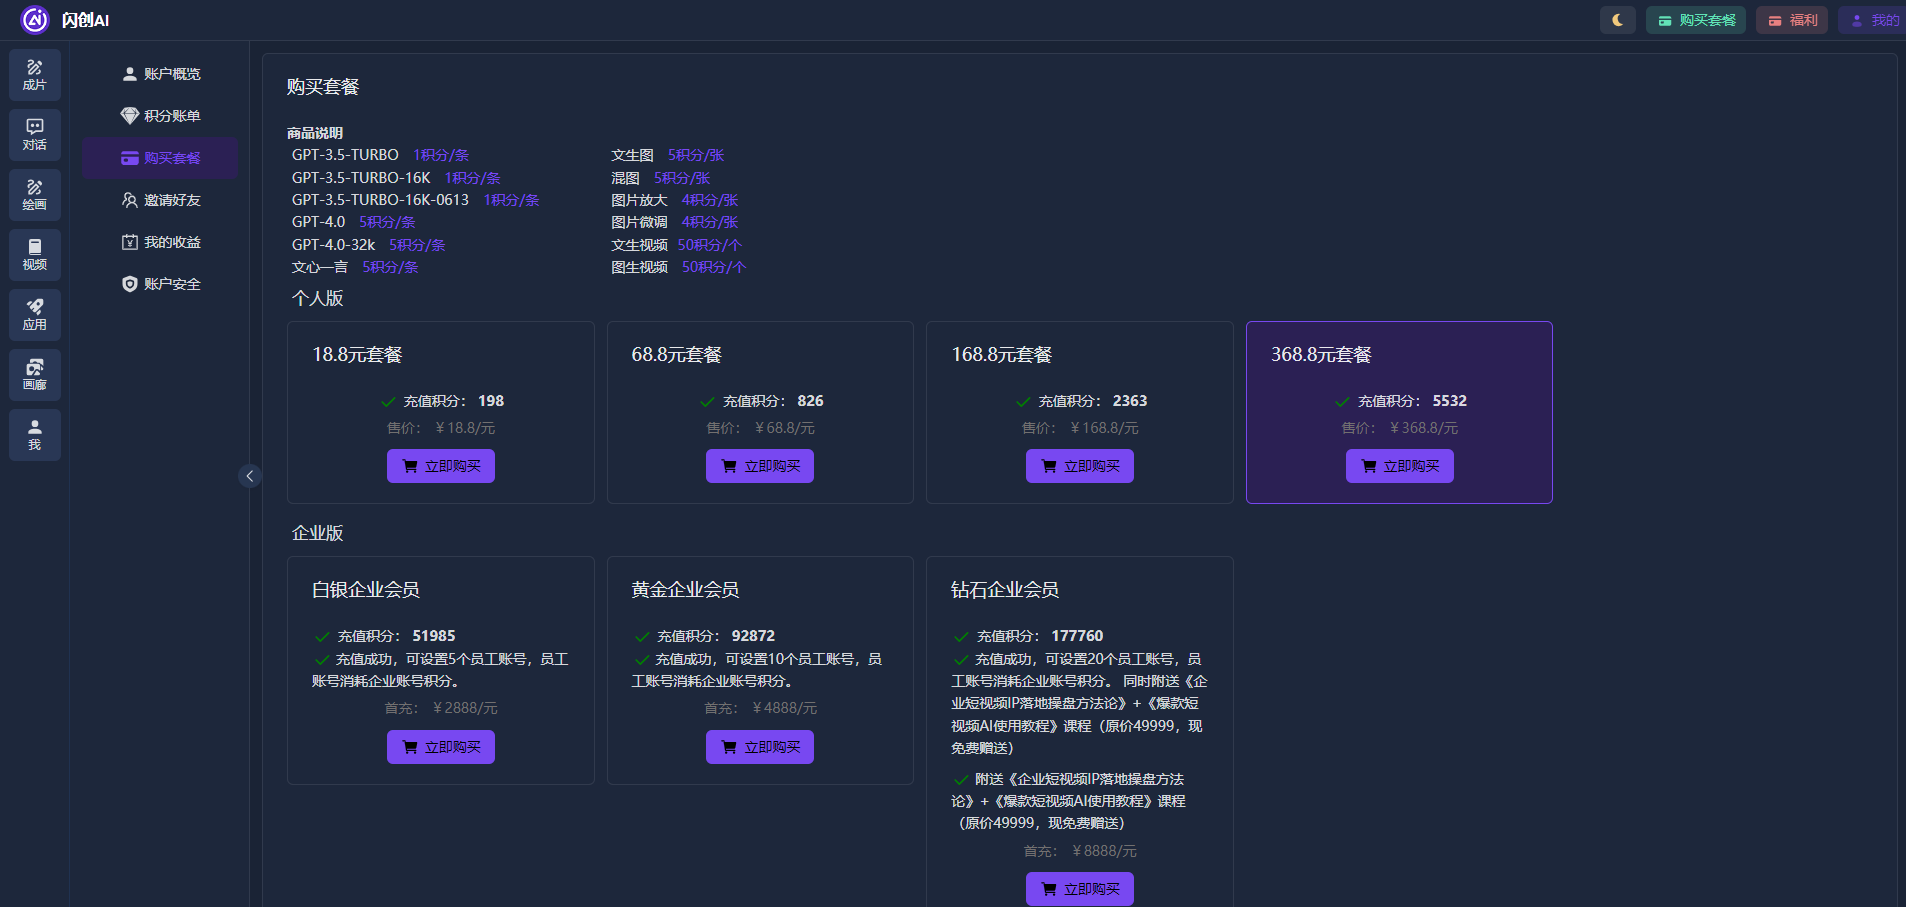 闪创AI
购买套餐
福利
我的
成片
对话
绘画
视频
应用
画廊
我
账户概览
积分账单
购买套餐
邀请好友
我的收益
账户安全
购买套餐
商品说明
GPT-3.5-TURBO 1积分/条
GPT-3.5-TURBO-16K 1积分/条
GPT-3.5-TURBO-16K-0613 1积分/条
GPT-4.0 5积分/条
GPT-4.0-32k 5积分/条
文心一言 5积分/条
文生图 5积分/张
混图 5积分/张
图片放大 4积分/张
图片微调 4积分/张
文生视频 50积分/个
图生视频 50积分/个
个人版
18.8元套餐
充值积分： 198
售价： ￥18.8/元
立即购买
68.8元套餐
充值积分： 826
售价： ￥68.8/元
立即购买
168.8元套餐
充值积分： 2363
售价： ￥168.8/元
立即购买
368.8元套餐
充值积分： 5532
售价： ￥368.8/元
立即购买
企业版
白银企业会员
充值积分： 51985
充值成功，可设置5个员工账号，员工
账号消耗企业账号积分。
首充： ￥2888/元
立即购买
黄金企业会员
充值积分： 92872
充值成功，可设置10个员工账号，员
工账号消耗企业账号积分。
首充： ￥4888/元
立即购买
钻石企业会员
充值积分： 177760
充值成功，可设置20个员工账号，员
工账号消耗企业账号积分。 同时附送《企
业短视频IP落地操盘方法论》+《爆款短
视频AI使用教程》课程（原价49999，现
免费赠送）
附送《企业短视频IP落地操盘方法
论》+《爆款短视频AI使用教程》课程
（原价49999，现免费赠送）
首充： ￥8888/元
立即购买